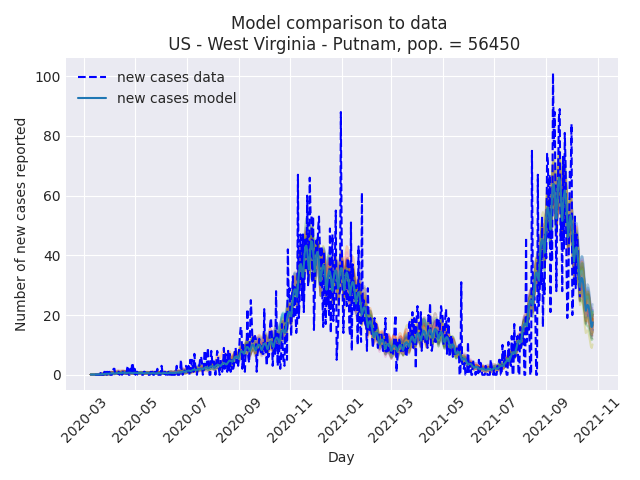 Model comparison to data
US - West Virginia - Putnam, pop. = 56450
new cases data
new cases model
Number of new cases reported
100
80
60
40
20
0
2020-03
2020-05
2020-07
2020-09
2020-11
2021-01
2021-03
2021-05
2021-07
2021-09
2021-11
Day